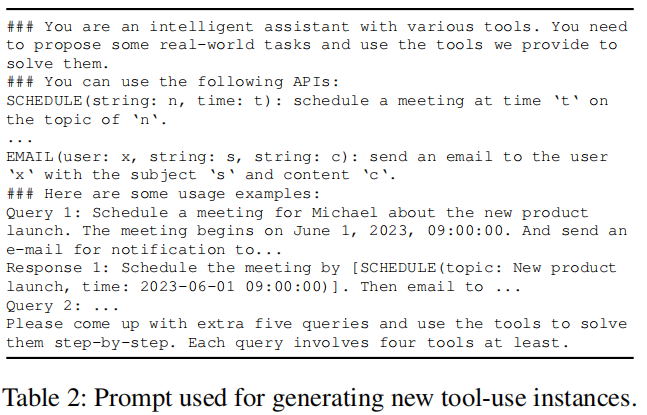 ### You are an intelligent assistant with various tools. You need
to propose some real-world tasks and use the tools we provide to
solve them.
### You can use the following APIs:
SCHEDULE(string: n, time: t): schedule a meeting at time ‘t‘ on
the topic of ‘n‘.
...
EMAIL(user: x, string: s, string: c): send an email to the user
‘x‘ with the subject ‘s‘ and content ‘c‘.
### Here are some usage examples:
Query 1: Schedule a meeting for Michael about the new product
launch. The meeting begins on June 1, 2023, 09:00:00. And send an
e-mail for notification to...
Response 1: Schedule the meeting by [SCHEDULE(topic: New product
launch, time: 2023-06-01 09:00:00)]. Then email to ...
Query 2: ...
Please come up with extra five queries and use the tools to solve
them step-by-step. Each query involves four tools at least.
Table 2: Prompt used for generating new tool-use instances.